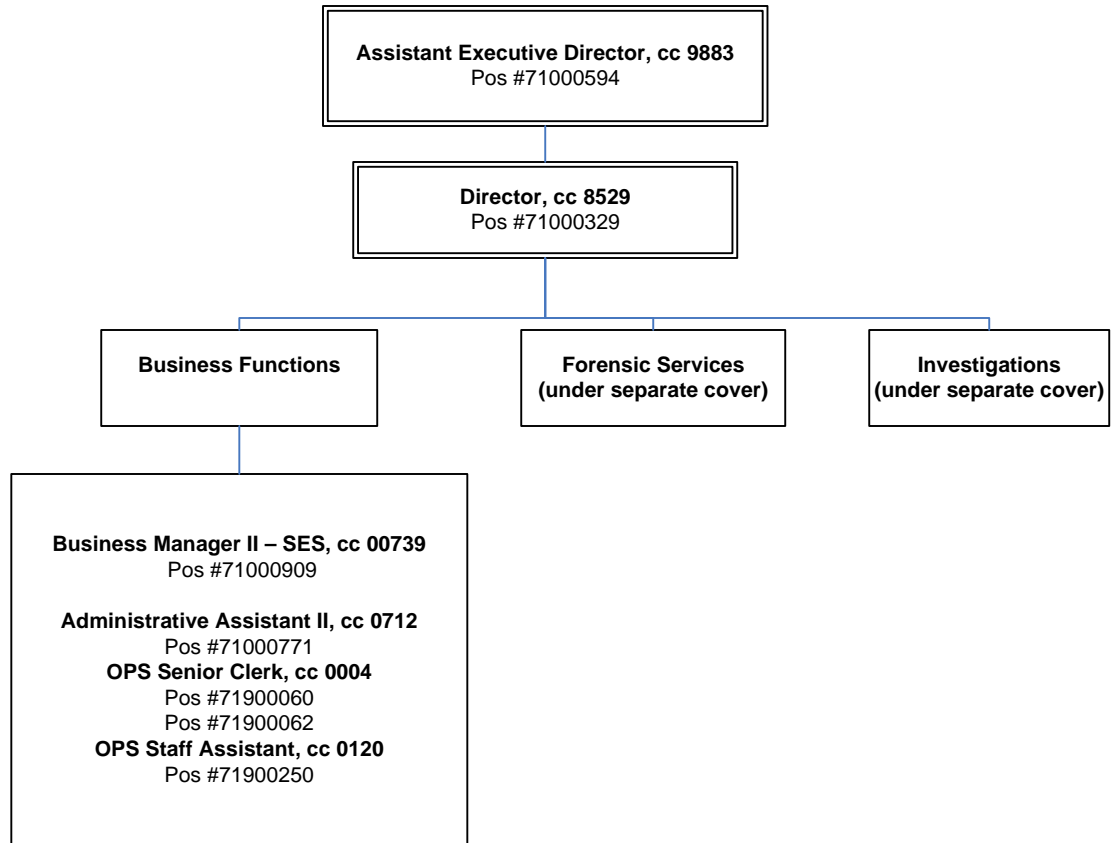 Assistant Executive Director, cc 9883
Pos #71000594
Director, cc 8529
Pos #71000329
Business Functions
Forensic Services
(under separate cover)
Investigations
(under separate cover)
Business Manager II – SES, cc 00739
Pos #71000909
Administrative Assistant II, cc 0712
Pos #71000771
OPS Senior Clerk, cc 0004
Pos #71900060
Pos #71900062
OPS Staff Assistant, cc 0120
Pos #71900250